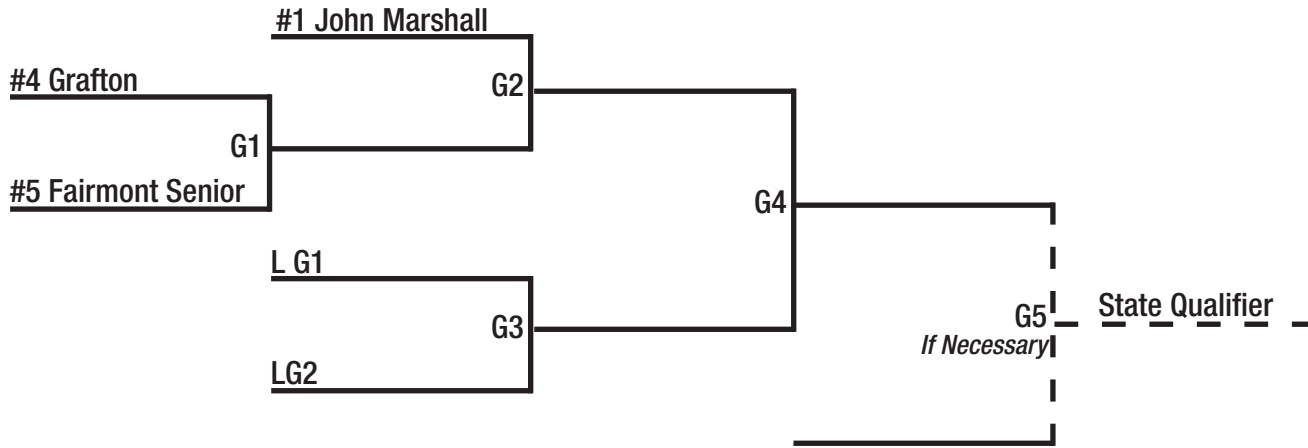 #1 John Marshall
#4 Grafton
G2
G1
#5 Fairmont Senior
G4
L G1
G3
G5
State Qualifier
If Necessary
LG2